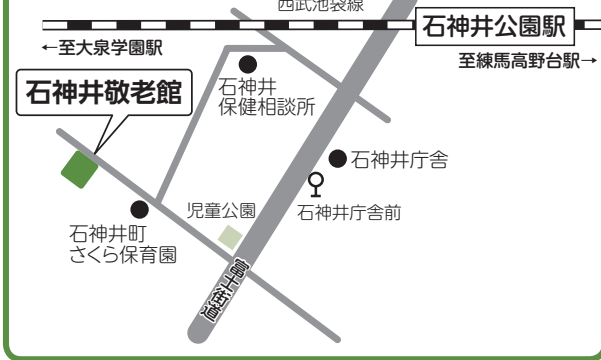 西武池袋線
石神井公園駅
←至大泉学園駅
至練馬高野台駅→
石神井敬老館
石神井
保健相談所
石神井庁舎
石神井庁舎前
児童公園
石神井町
さくら保育園
富士街道